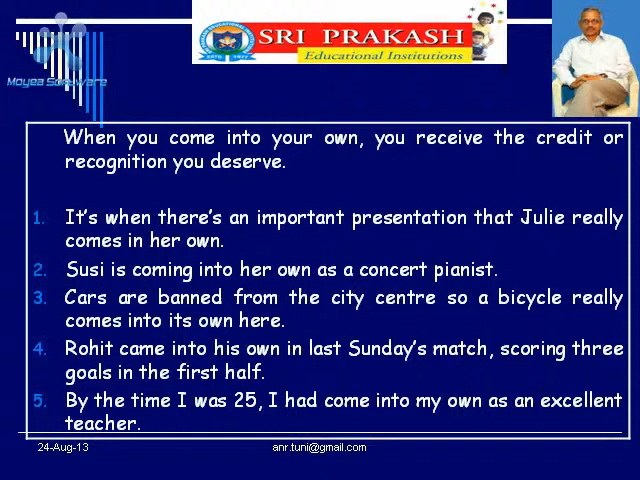 SRI PRAKASH
Educational Institutions
1977
Moyea Software
When you come into your own, you receive the credit or
recognition you deserve.
1. It's when there's an important presentation that Julie really
comes in her own.
2. Susi is coming into her own as a concert pianist.
3. Cars are banned from the city centre so a bicycle really
comes into its own here.
4. Rohit came into his own in last Sunday's match, scoring three
goals in the first half.
5. By the time I was 25, I had come into my own as an excellent
teacher.
24-Aug-13
anr.tuni@gmail.com